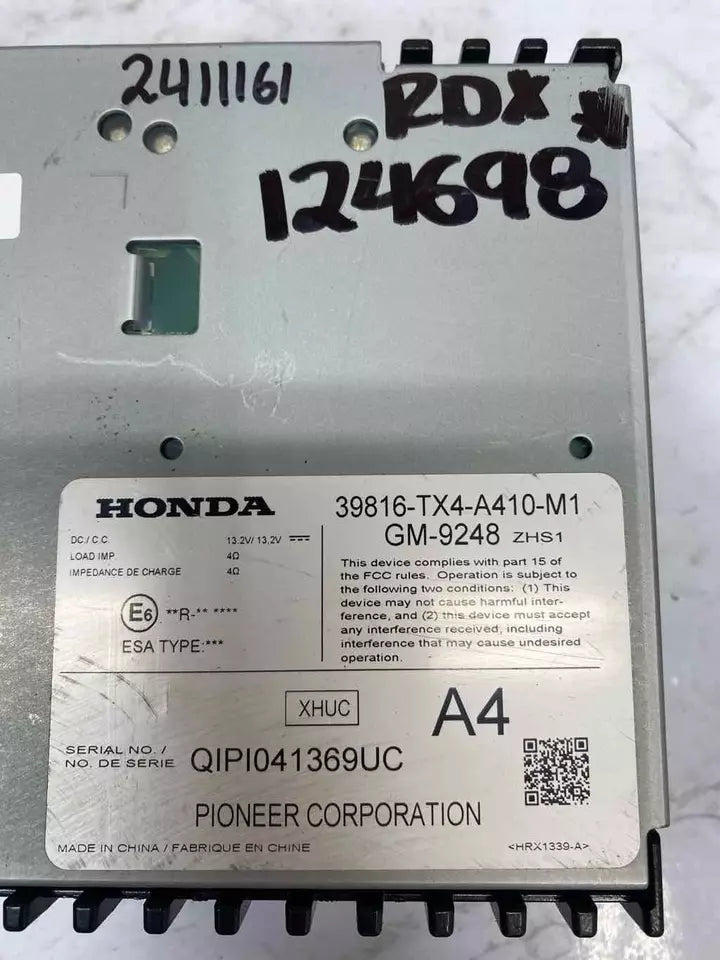 2411161
RDX *
124698
HONDA
DC./ C.C. 13.2V/ 13,2V
LOAD IMP. 4Ω
IMPEDANCE DE CHARGE 4Ω
E6 **R-** ****
ESA TYPE:***
39816-TX4-A410-M1
GM-9248 ZHS1
This device complies with part 15 of
the FCC rules. Operation is subject to
the following two conditions: (1) This
device may not cause harmful inter-
ference, and (2) this device must accept
any interference received, including
interference that may cause undesired
operation.
XHUC
A4
SERIAL NO./
NO. DE SERIE QIPI041369UC
PIONEER CORPORATION
MADE IN CHINA / FABRIQUE EN CHINE
<HRX1339-A>